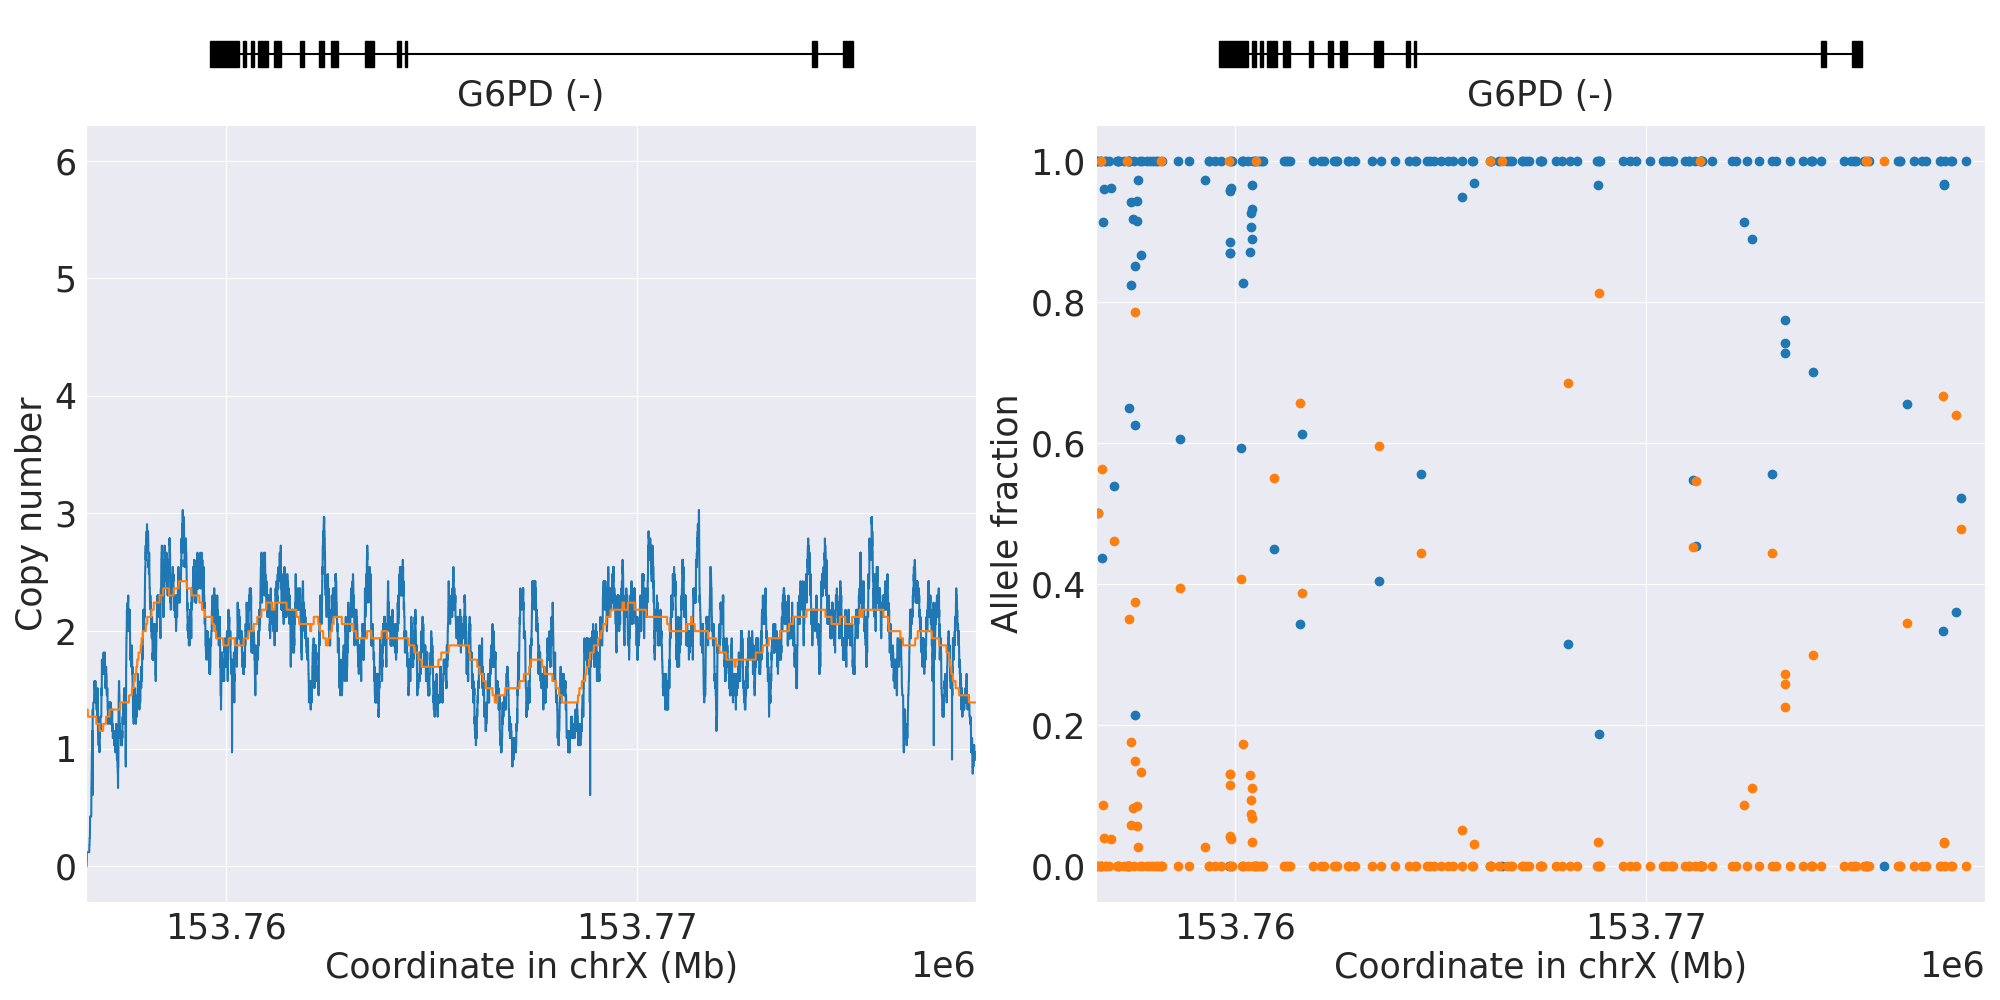 G6PD (-)
G6PD (-)
Copy number
6
5
4
3
2
1
0
153.76
153.77
Coordinate in chrX (Mb)
1e6
Allele fraction
1.0
0.8
0.6
0.4
0.2
0.0
153.76
153.77
Coordinate in chrX (Mb)
1e6